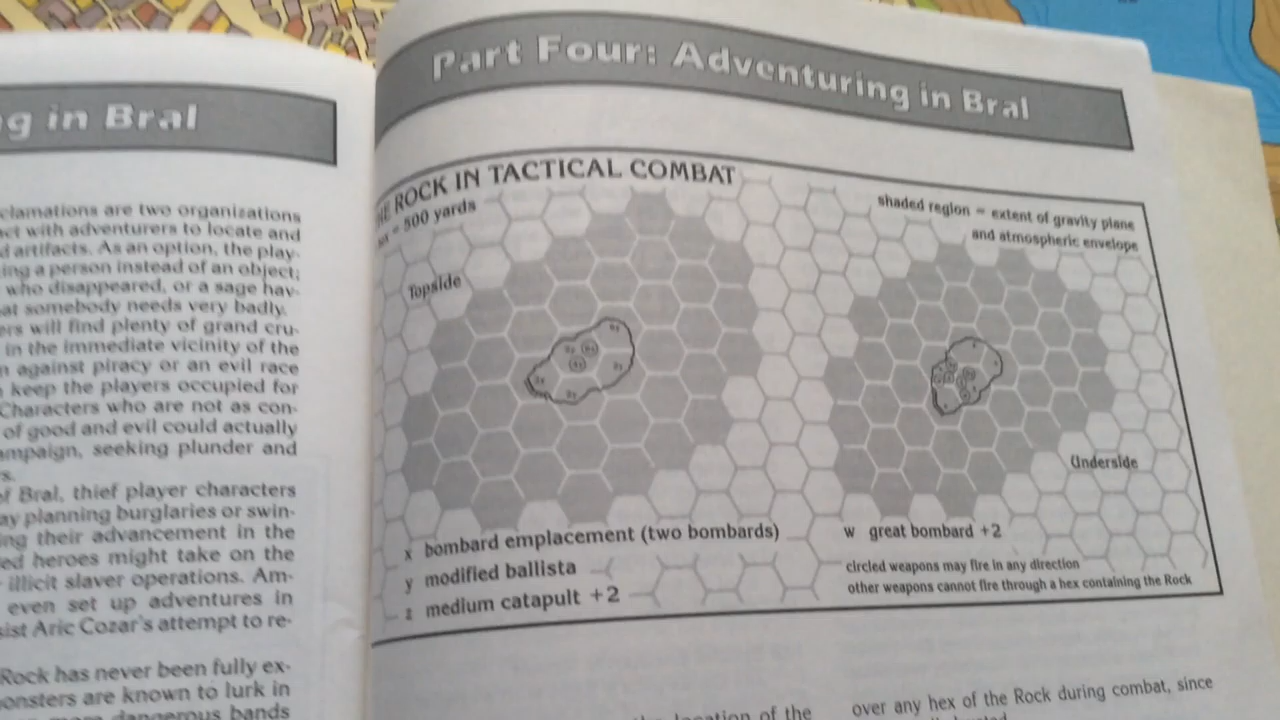 g in Bral
clamations are two organizations
act with adventurers to locate and
d artifacts. As an option, the play-
ing a person instead of an object;
who disappeared, or a sage hav-
at somebody needs very badly.
ers will find plenty of grand cru-
in the immediate vicinity of the
n against piracy or an evil race
keep the players occupied for
Characters who are not as con-
of good and evil could actually
ampaign, seeking plunder and
s.
of Bral, thief player characters
ay planning burglaries or swin-
ing their advancement in the
ed heroes might take on the
illicit slaver operations. Am-
even set up adventures in
sist Aric Cozar's attempt to re-
Rock has never been fully ex-
onsters are known to lurk in
dangerous bands
Part Four: Adventuring in Bral
ROCK IN TACTICAL COMBAT
= 500 yards
shaded region = extent of gravity plane
and atmospheric envelope
Topside
Underside
x bombard emplacement (two bombards)
y modified ballista
z medium catapult +2
w great bombard +2
circled weapons may fire in any direction
other weapons cannot fire through a hex containing the Rock
location of the
over any hex of the Rock during combat, since